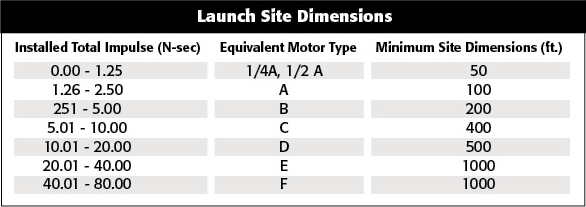 Launch Site Dimensions
Installed Total Impulse (N-sec) Equivalent Motor Type Minimum Site Dimensions (ft.)
0.00 - 1.25 1/4A, 1/2 A 50
1.26 - 2.50 A 100
251 - 5.00 B 200
5.01 - 10.00 C 400
10.01 - 20.00 D 500
20.01 - 40.00 E 1000
40.01 - 80.00 F 1000